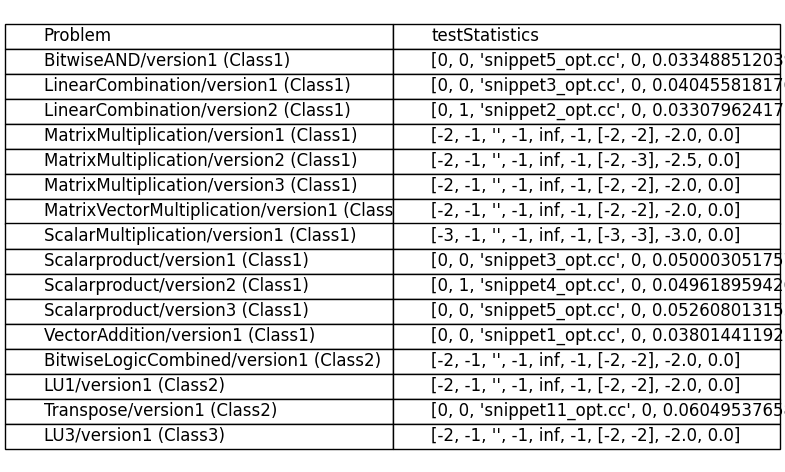 Problem testStatistics
BitwiseAND/version1 (Class1) [0, 0, 'snippet5_opt.cc', 0, 0.033488512039
LinearCombination/version1 (Class1) [0, 0, 'snippet3_opt.cc', 0, 0.040455818176
LinearCombination/version2 (Class1) [0, 1, 'snippet2_opt.cc', 0, 0.03307962417
MatrixMultiplication/version1 (Class1) [-2, -1, '', -1, inf, -1, [-2, -2], -2.0, 0.0]
MatrixMultiplication/version2 (Class1) [-2, -1, '', -1, inf, -1, [-2, -3], -2.5, 0.0]
MatrixMultiplication/version3 (Class1) [-2, -1, '', -1, inf, -1, [-2, -2], -2.0, 0.0]
MatrixVectorMultiplication/version1 (Class [-2, -1, '', -1, inf, -1, [-2, -2], -2.0, 0.0]
ScalarMultiplication/version1 (Class1) [-3, -1, '', -1, inf, -1, [-3, -3], -3.0, 0.0]
Scalarproduct/version1 (Class1) [0, 0, 'snippet3_opt.cc', 0, 0.05000305175
Scalarproduct/version2 (Class1) [0, 1, 'snippet4_opt.cc', 0, 0.04961895942
Scalarproduct/version3 (Class1) [0, 0, 'snippet5_opt.cc', 0, 0.05260801315
VectorAddition/version1 (Class1) [0, 0, 'snippet1_opt.cc', 0, 0.03801441192
BitwiseLogicCombined/version1 (Class2) [-2, -1, '', -1, inf, -1, [-2, -2], -2.0, 0.0]
LU1/version1 (Class2) [-2, -1, '', -1, inf, -1, [-2, -2], -2.0, 0.0]
Transpose/version1 (Class2) [0, 0, 'snippet11_opt.cc', 0, 0.0604953765
LU3/version1 (Class3) [-2, -1, '', -1, inf, -1, [-2, -2], -2.0, 0.0]